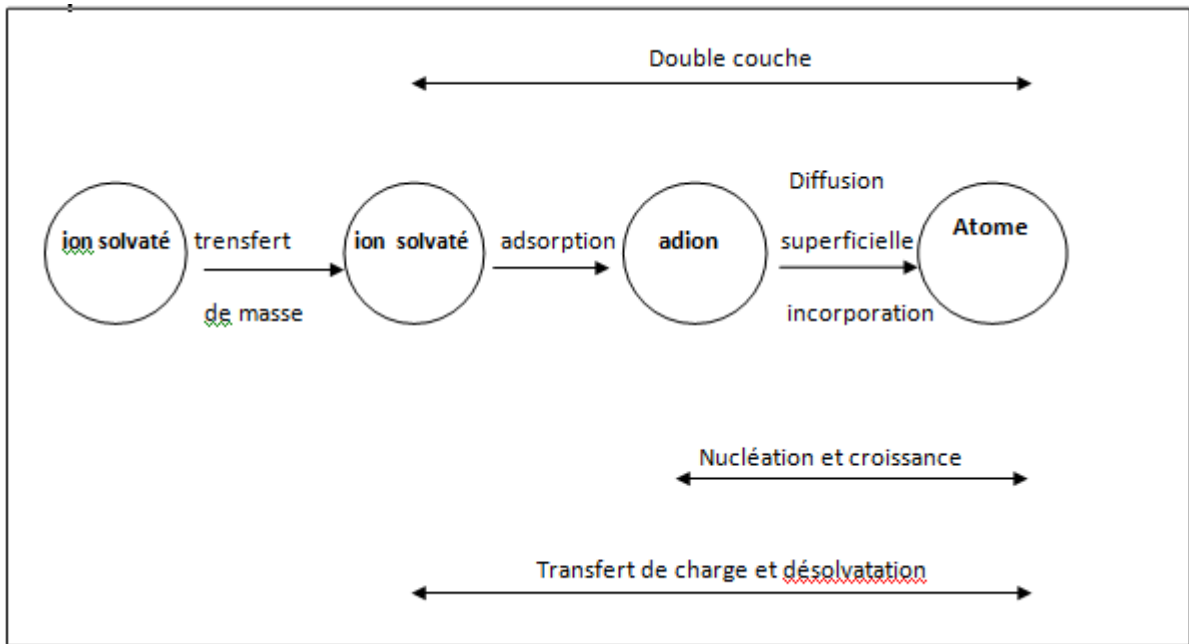 Double couche
Diffusion
ion solvaté trensfert ion solvaté adsorption adion superficielle Atome
de masse incorporation
Nucléation et croissance
Transfert de charge et désolvatation